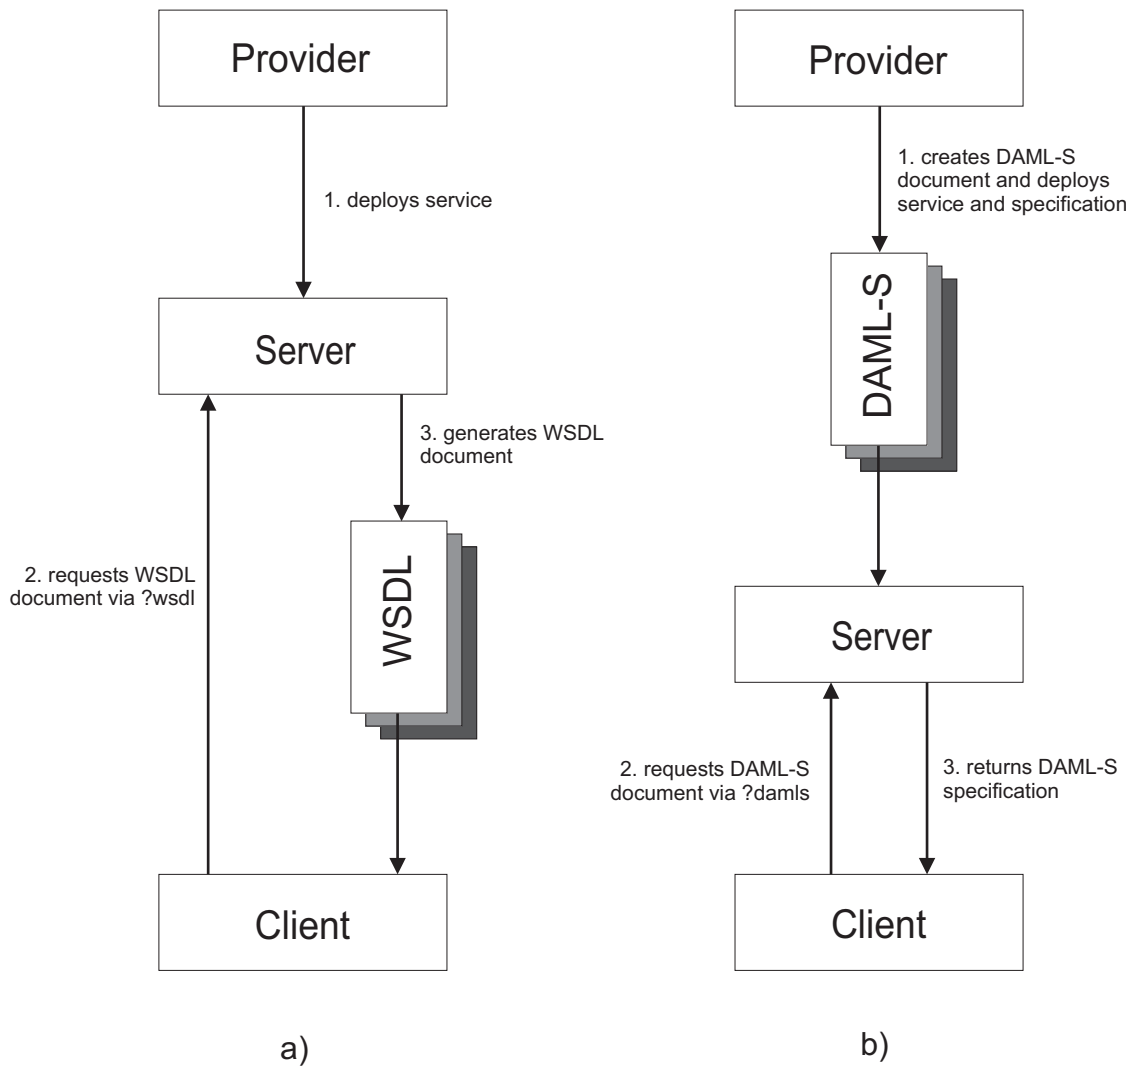 Provider
1. deploys service
Server
3. generates WSDL
document
WSDL
2. requests WSDL
document via ?wsdl
Client
a)
Provider
1. creates DAML-S
document and deploys
service and specification
DAML-S
Server
2. requests DAML-S
document via ?damls
3. returns DAML-S
specification
Client
b)